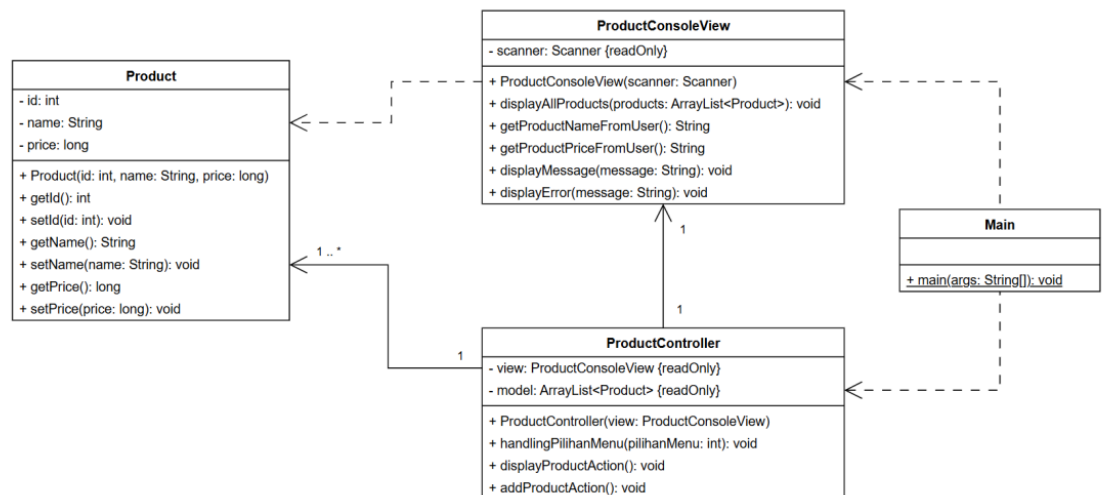 ProductConsoleView
- scanner: Scanner {readOnly}
+ ProductConsoleView(scanner: Scanner)
+ displayAllProducts(products: ArrayList<Product>): void
+ getProductNameFromUser(): String
+ getProductPriceFromUser(): String
+ displayMessage(message: String): void
+ displayError(message: String): void
Product
- id: int
- name: String
- price: long
+ Product(id: int, name: String, price: long)
+ getId(): int
+ setId(id: int): void
+ getName(): String
+ setName(name: String): void
+ getPrice(): long
+ setPrice(price: long): void
Main
+ main(args: String[]): void
1
1 .. *
1
1
ProductController
- view: ProductConsoleView {readOnly}
- model: ArrayList<Product> {readOnly}
+ ProductController(view: ProductConsoleView)
+ handlingPilihanMenu(pilihanMenu: int): void
+ displayProductAction(): void
+ addProductAction(): void